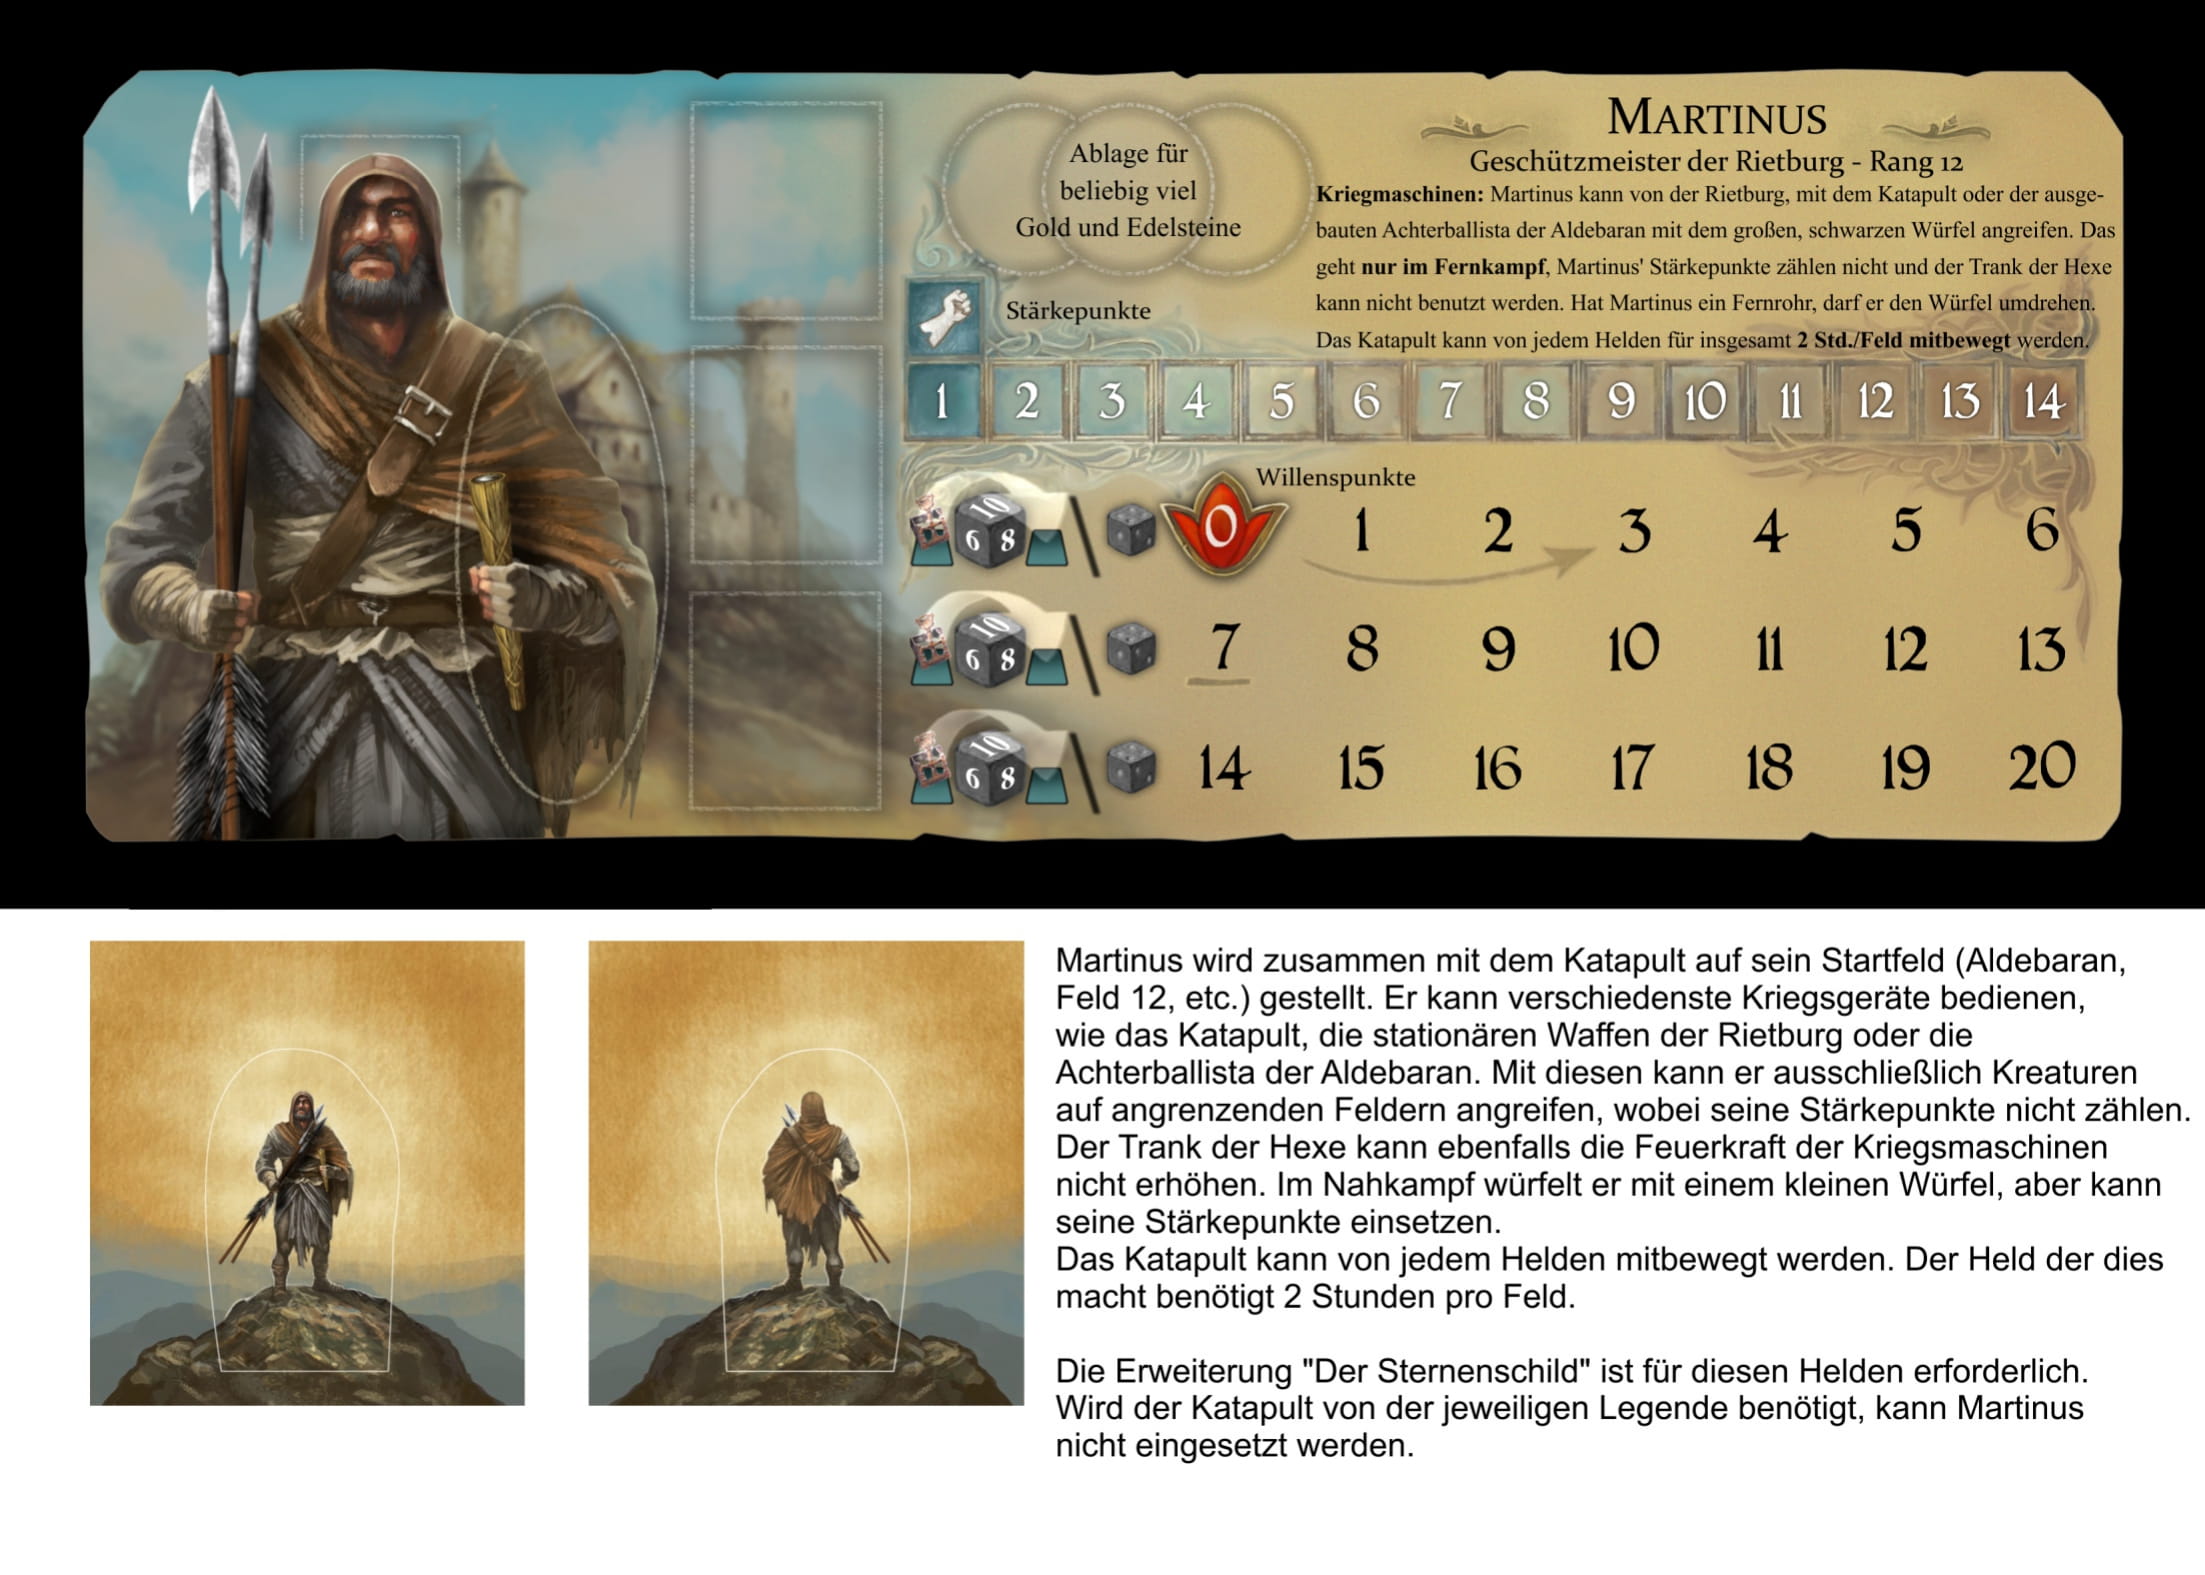 MARTINUS
Geschützmeister der Rietburg - Rang 12
Kriegmaschinen: Martinus kann von der Rietburg, mit dem Katapult oder der ausge-
bauten Achterballista der Aldebaran mit dem großen, schwarzen Würfel angreifen. Das
geht nur im Fernkampf, Martinus' Stärkepunkte zählen nicht und der Trank der Hexe
kann nicht benutzt werden. Hat Martinus ein Fernrohr, darf er den Würfel umdrehen.
Das Katapult kann von jedem Helden für insgesamt 2 Std./Feld mitbewegt werden.
Ablage für
beliebig viel
Gold und Edelsteine
Stärkepunkte
1 2 3 4 5 6 7 8 9 10 11 12 13 14
Willenspunkte
10 6 8 0 1 2 3 4 5 6
10 6 8 7 8 9 10 11 12 13
10 6 8 14 15 16 17 18 19 20
Martinus wird zusammen mit dem Katapult auf sein Startfeld (Aldebaran,
Feld 12, etc.) gestellt. Er kann verschiedenste Kriegsgeräte bedienen,
wie das Katapult, die stationären Waffen der Rietburg oder die
Achterballista der Aldebaran. Mit diesen kann er ausschließlich Kreaturen
auf angrenzenden Feldern angreifen, wobei seine Stärkepunkte nicht zählen.
Der Trank der Hexe kann ebenfalls die Feuerkraft der Kriegsmaschinen
nicht erhöhen. Im Nahkampf würfelt er mit einem kleinen Würfel, aber kann
seine Stärkepunkte einsetzen.
Das Katapult kann von jedem Helden mitbewegt werden. Der Held der dies
macht benötigt 2 Stunden pro Feld.
Die Erweiterung "Der Sternenschild" ist für diesen Helden erforderlich.
Wird der Katapult von der jeweiligen Legende benötigt, kann Martinus
nicht eingesetzt werden.